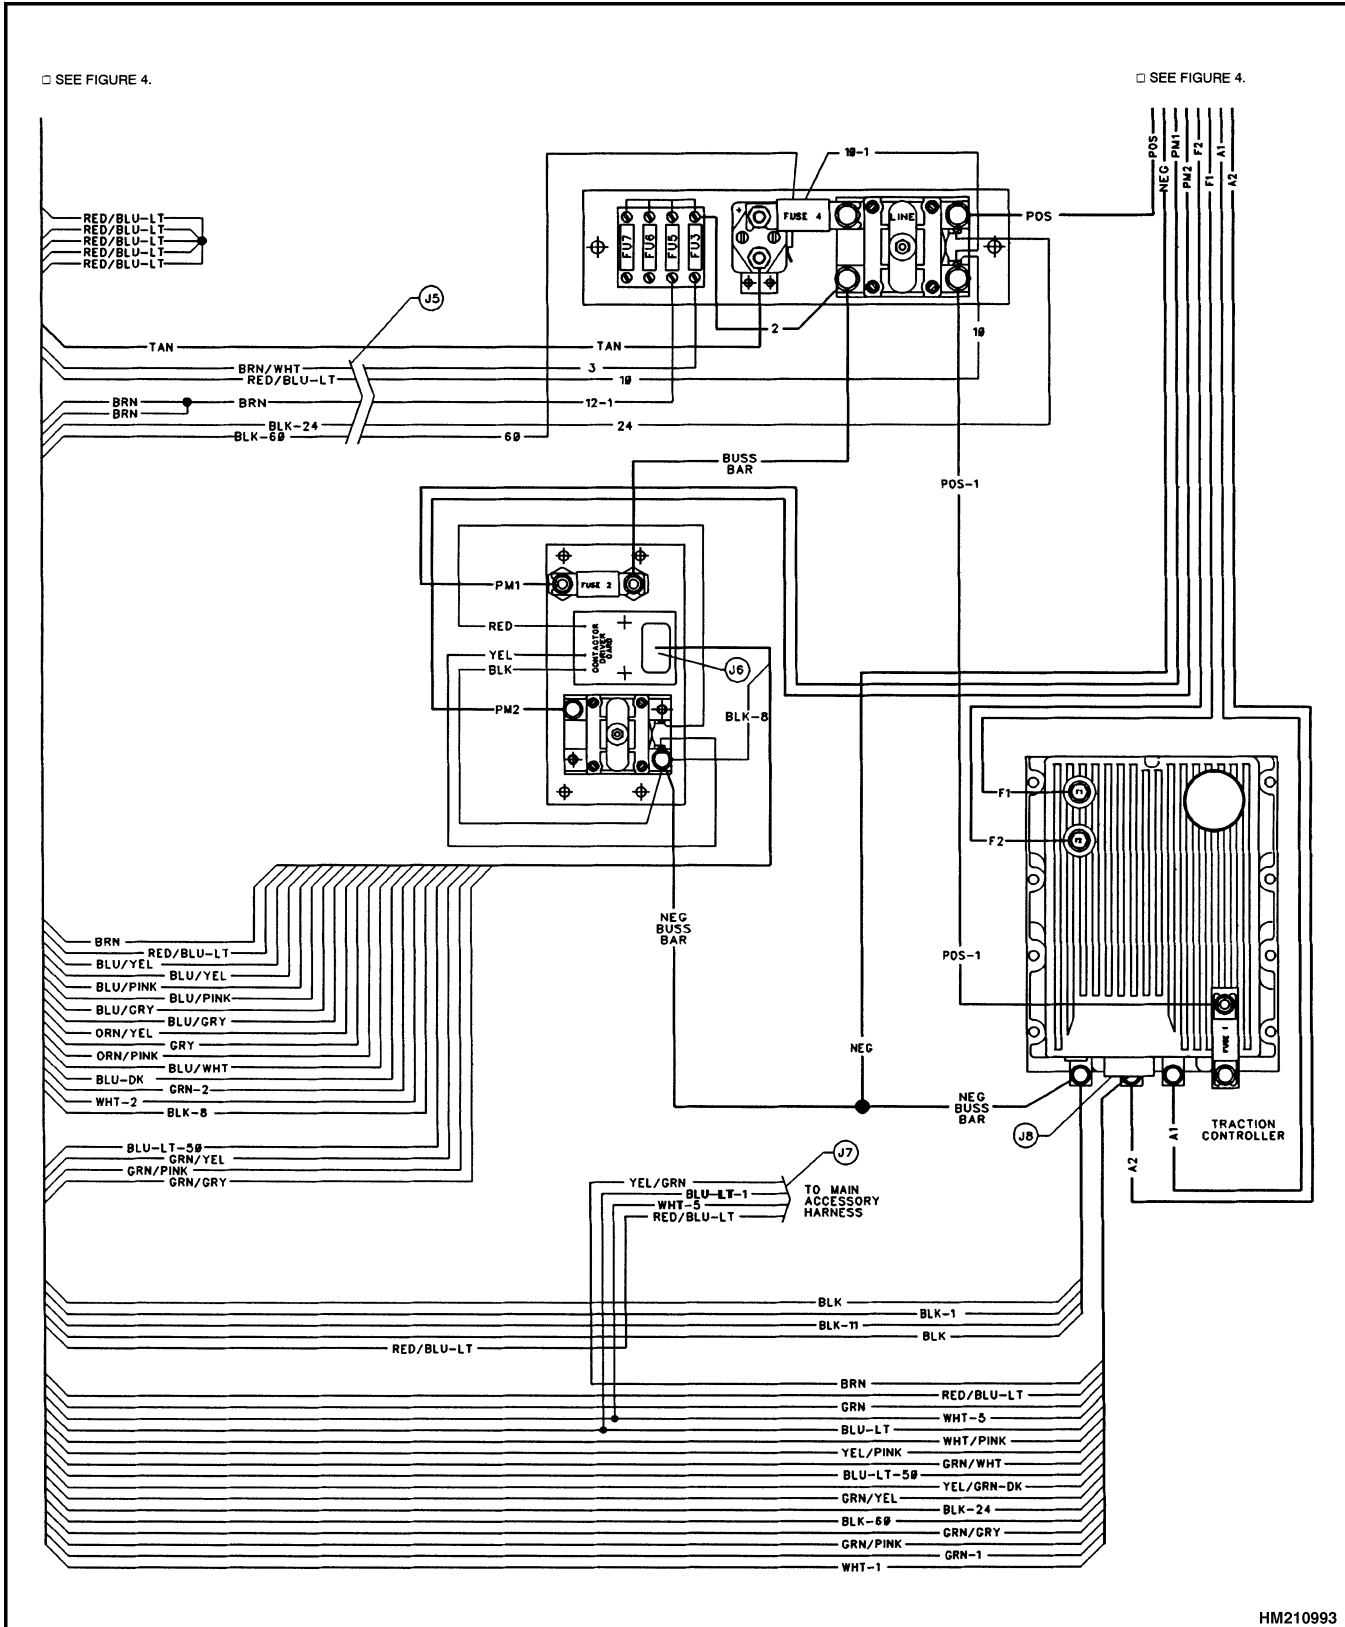 □ SEE FIGURE 4.
□ SEE FIGURE 4.
POS
NEG
PM1
PM2
F2
F1
A1
A2
10-1
RED/BLU-LT
RED/BLU-LT
RED/BLU-LT
RED/BLU-LT
RED/BLU-LT
FU7
FU6
FU5
FU3
+
FUSE 4
LINE
POS
J5
2
10
TAN
TAN
BRN/WHT
3
RED/BLU-LT
10
BRN
BRN
12-1
BRN
BLK-24
24
BLK-60
60
BUSS
BAR
POS-1
PM1
FUSE 2
RED
YEL
BLK
CONTACTOR
DRIVER
CARD
J6
PM2
BLK-8
F1
F1
F2
F2
NEG
BUSS
BAR
POS-1
FUSE 1
NEG
BRN
RED/BLU-LT
BLU/YEL
BLU/YEL
BLU/PINK
BLU/PINK
BLU/GRY
BLU/GRY
ORN/YEL
GRY
ORN/PINK
BLU/WHT
BLU-DK
GRN-2
WHT-2
BLK-8
NEG
BUSS
BAR
J8
A2
A1
TRACTION
CONTROLLER
BLU-LT-50
GRN/YEL
GRN/PINK
GRN/GRY
J7
YEL/GRN
BLU-LT-1
WHT-5
RED/BLU-LT
TO MAIN
ACCESSORY
HARNESS
BLK
BLK-1
BLK-11
BLK
RED/BLU-LT
BRN
RED/BLU-LT
GRN
WHT-5
BLU-LT
WHT/PINK
YEL/PINK
GRN/WHT
BLU-LT-50
YEL/GRN-DK
GRN/YEL
BLK-24
BLK-60
GRN/GRY
GRN/PINK
GRN-1
WHT-1
HM210993